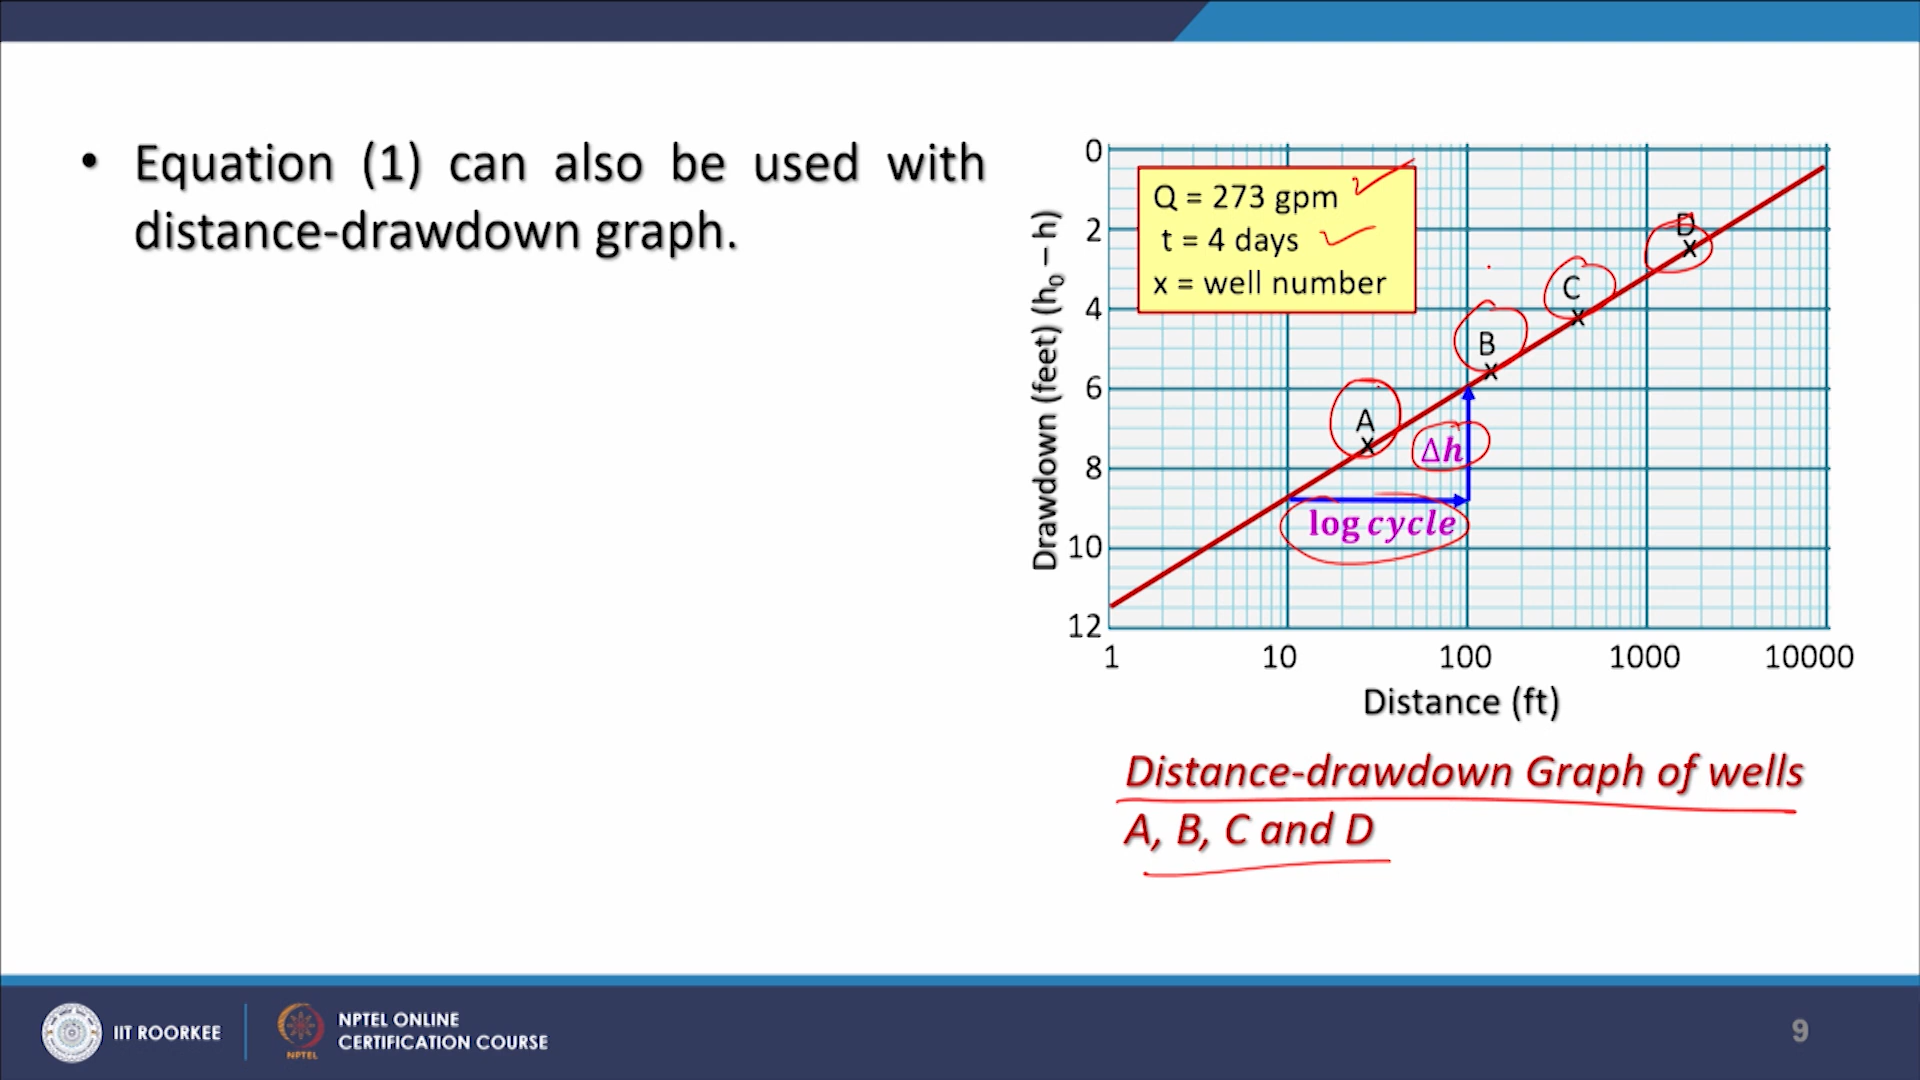 • Equation (1) can also be used with
distance-drawdown graph.
Drawdown (feet) (h₀ – h)
0
2
4
6
8
10
12
Q = 273 gpm
t = 4 days
x = well number
D
x
C
x
B
x
A
x
Δh
log cycle
1 10 100 1000 10000
Distance (ft)
Distance-drawdown Graph of wells
A, B, C and D
IIT ROORKEE
NPTEL
NPTEL ONLINE
CERTIFICATION COURSE
9